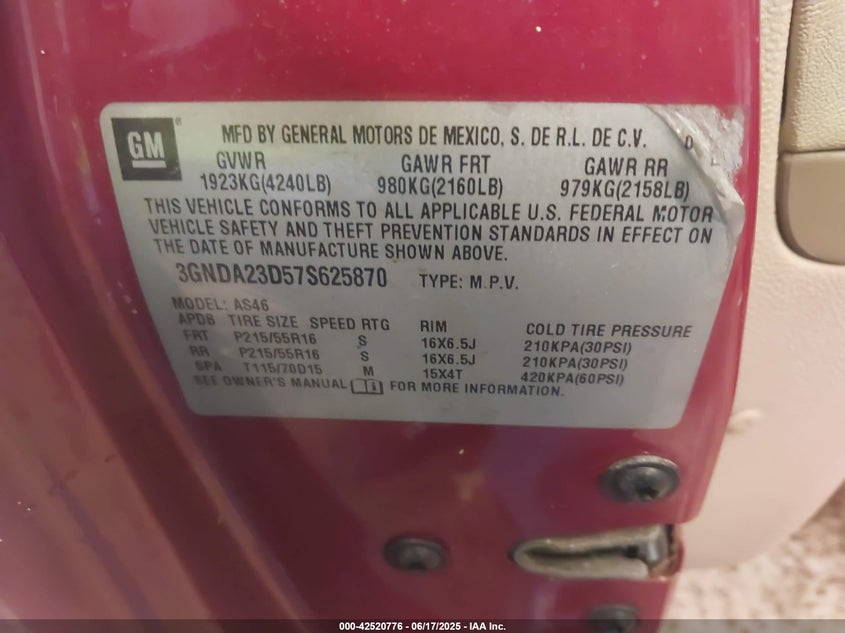 GM ® MFD BY GENERAL MOTORS DE MEXICO, S. DE R.L. DE C.V. D
GVWR GAWR FRT GAWR RR
1923KG(4240LB) 980KG(2160LB) 979KG(2158LB)
THIS VEHICLE CONFORMS TO ALL APPLICABLE U.S. FEDERAL MOTOR
VEHICLE SAFETY AND THEFT PREVENTION STANDARDS IN EFFECT ON
THE DATE OF MANUFACTURE SHOWN ABOVE.
3GNDA23D57S625870 TYPE: M.P.V.
MODEL: AS46
APDB TIRE SIZE SPEED RTG RIM COLD TIRE PRESSURE
FRT P215/55R16 S 16X6.5J 210KPA(30PSI)
RR P215/55R16 S 16X6.5J 210KPA(30PSI)
SPA T115/70D15 M 15X4T 420KPA(60PSI)
SEE OWNER'S MANUAL FOR MORE INFORMATION.
000-42520776 - 06/17/2025 - IAA Inc.